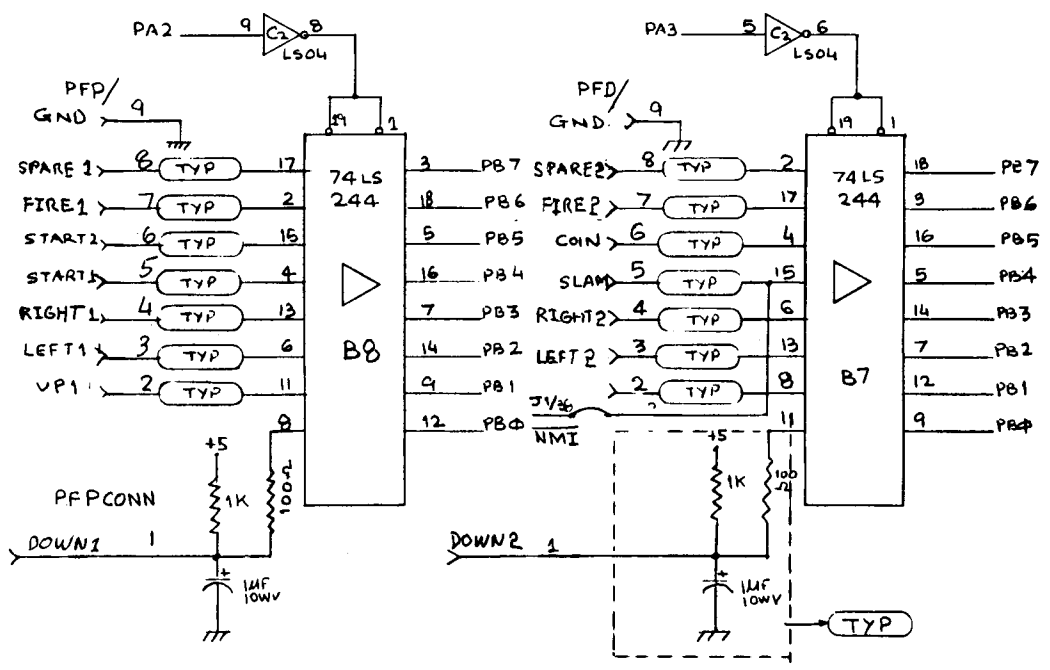 PA2 9 C2 8 LS04
PFP/
GND 9
19 1
74LS
244
B8
SPARE 1 8 TYP 17 3 PB7
FIRE1 7 TYP 2 18 PB6
START2 6 TYP 15 5 PB5
START1 5 TYP 4 16 PB4
RIGHT1 4 TYP 13 7 PB3
LEFT1 3 TYP 6 14 PB2
UP1 2 TYP 11 9 PB1
8 12 PBΦ
+5
1K
100Ω
PFPCONN
DOWN1 1
+
1µF
10WV
PA3 5 C2 6 LS04
PFD/
GND. 9
19 1
74LS
244
B7
SPARE2 8 TYP 2 18 PB7
FIRE2 7 TYP 17 3 PB6
COIN 6 TYP 4 16 PB5
SLAM 5 TYP 15 5 PB4
RIGHT2 4 TYP 6 14 PB3
LEFT2 3 TYP 13 7 PB2
2 TYP 8 12 PB1
J1/36
NMI
11 9 PBΦ
+5
1K
100
Ω
DOWN2 1
+
1µF
10WV
TYP